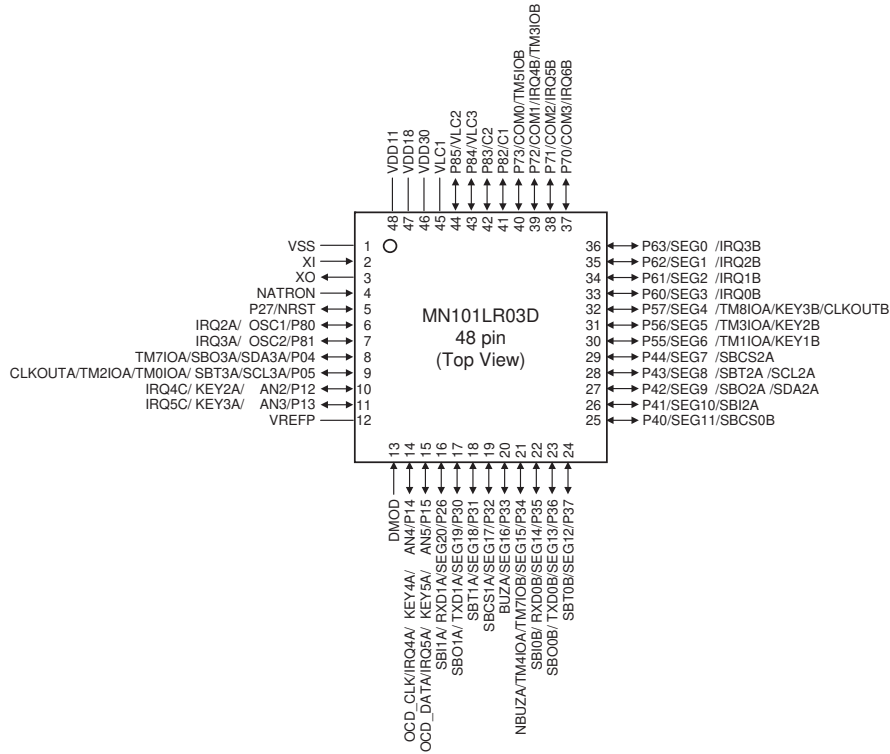 VDD11
VDD18
VDD30
VLC1
P85/VLC2
P84/VLC3
P83/C2
P82/C1
P73/COM0/TM5IOB
P72/COM1/IRQ4B/TM3IOB
P71/COM2/IRQ5B
P70/COM3/IRQ6B
48
47
46
45
44
43
42
41
40
39
38
37
VSS 1
XI 2
XO 3
NATRON 4
P27/NRST 5
IRQ2A/ OSC1/P80 6
IRQ3A/ OSC2/P81 7
TM7IOA/SBO3A/SDA3A/P04 8
CLKOUTA/TM2IOA/TM0IOA/ SBT3A/SCL3A/P05 9
IRQ4C/ KEY2A/ AN2/P12 10
IRQ5C/ KEY3A/ AN3/P13 11
VREFP 12
MN101LR03D
48 pin
(Top View)
36 P63/SEG0 /IRQ3B
35 P62/SEG1 /IRQ2B
34 P61/SEG2 /IRQ1B
33 P60/SEG3 /IRQ0B
32 P57/SEG4 /TM8IOA/KEY3B/CLKOUTB
31 P56/SEG5 /TM3IOA/KEY2B
30 P55/SEG6 /TM1IOA/KEY1B
29 P44/SEG7 /SBCS2A
28 P43/SEG8 /SBT2A /SCL2A
27 P42/SEG9 /SBO2A /SDA2A
26 P41/SEG10/SBI2A
25 P40/SEG11/SBCS0B
13
14
15
16
17
18
19
20
21
22
23
24
DMOD
OCD_CLK/IRQ4A/ KEY4A/ AN4/P14
OCD_DATA/IRQ5A/ KEY5A/ AN5/P15
SBI1A/ RXD1A/SEG20/P26
SBO1A/ TXD1A/SEG19/P30
SBT1A/SEG18/P31
SBCS1A/SEG17/P32
BUZA/SEG16/P33
NBUZA/TM4IOA/TM7IOB/SEG15/P34
SBI0B/ RXD0B/SEG14/P35
SBO0B/ TXD0B/SEG13/P36
SBT0B/SEG12/P37